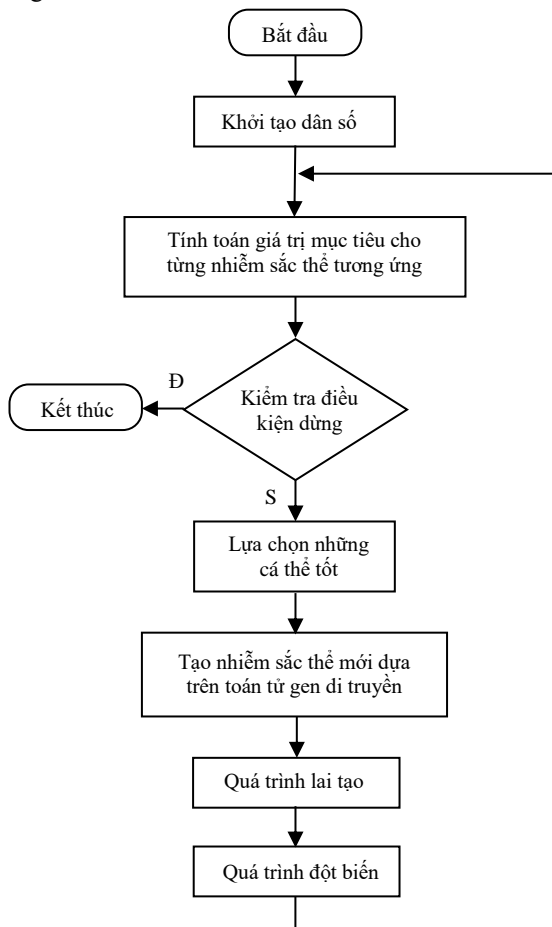 Bắt đầu
Khởi tạo dân số
Tính toán giá trị mục tiêu cho
từng nhiễm sắc thể tương ứng
Đ
Kết thúc
Kiểm tra điều
kiện dừng
S
Lựa chọn những
cá thể tốt
Tạo nhiễm sắc thể mới dựa
trên toán tử gen di truyền
Quá trình lai tạo
Quá trình đột biến